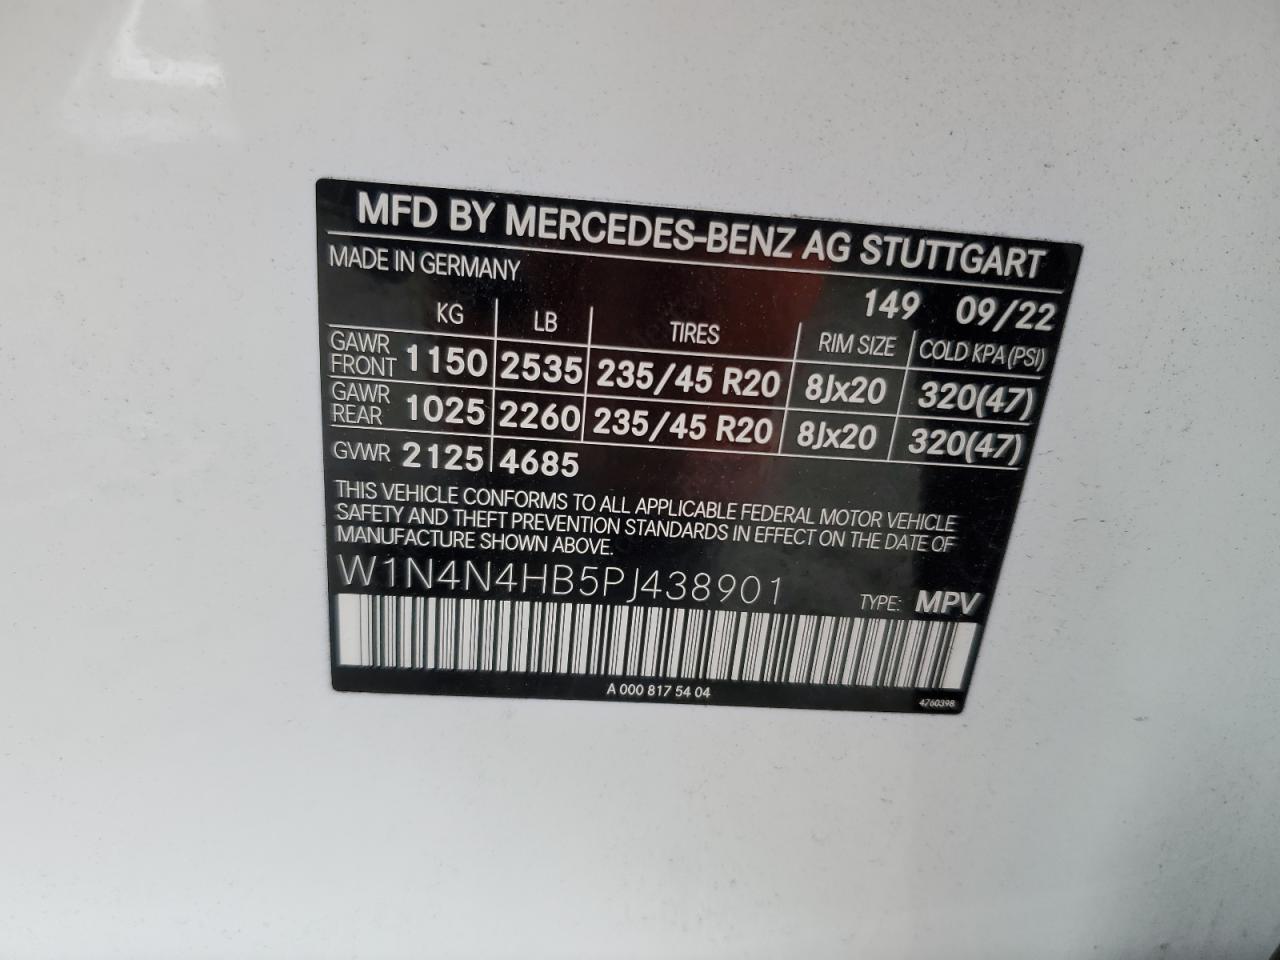 MFD BY MERCEDES-BENZ AG STUTTGART
MADE IN GERMANY
149 09/22
KG LB TIRES RIM SIZE COLD KPA (PSI)
GAWR FRONT 1150 2535 235/45 R20 8Jx20 320(47)
GAWR REAR 1025 2260 235/45 R20 8Jx20 320(47)
GVWR 2125 4685
THIS VEHICLE CONFORMS TO ALL APPLICABLE FEDERAL MOTOR VEHICLE
SAFETY AND THEFT PREVENTION STANDARDS IN EFFECT ON THE DATE OF
MANUFACTURE SHOWN ABOVE.
W1N4N4HB5PJ438901
TYPE: MPV
A 000 817 54 04
4760398